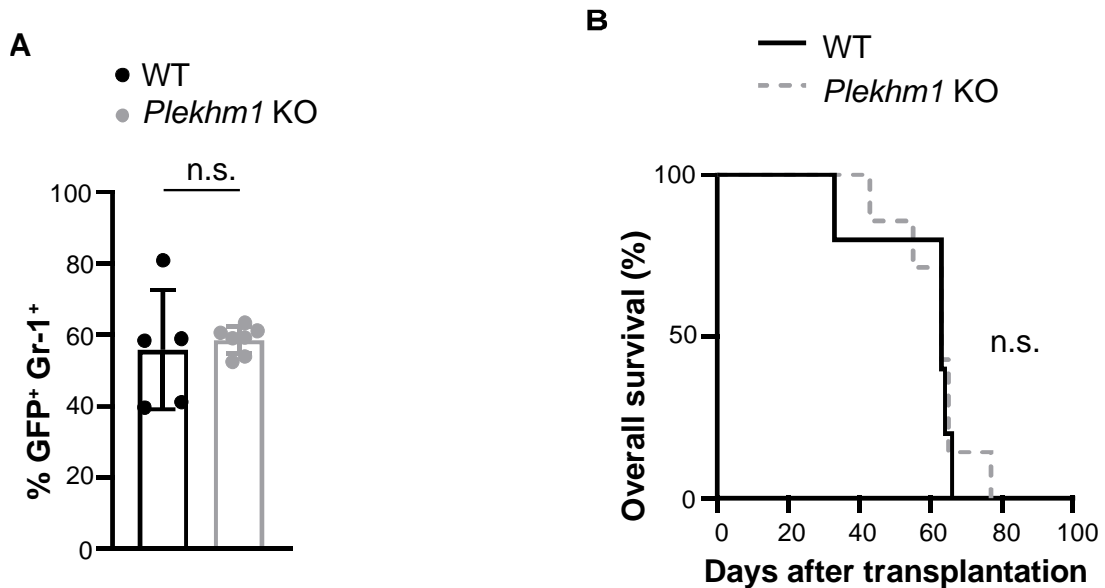 A
WT
Plekhm1 KO
n.s.
100
80
60
40
20
0
% GFP⁺ Gr-1⁺
B
WT
Plekhm1 KO
100
50
0
Overall survival (%)
n.s.
0 20 40 60 80 100
Days after transplantation